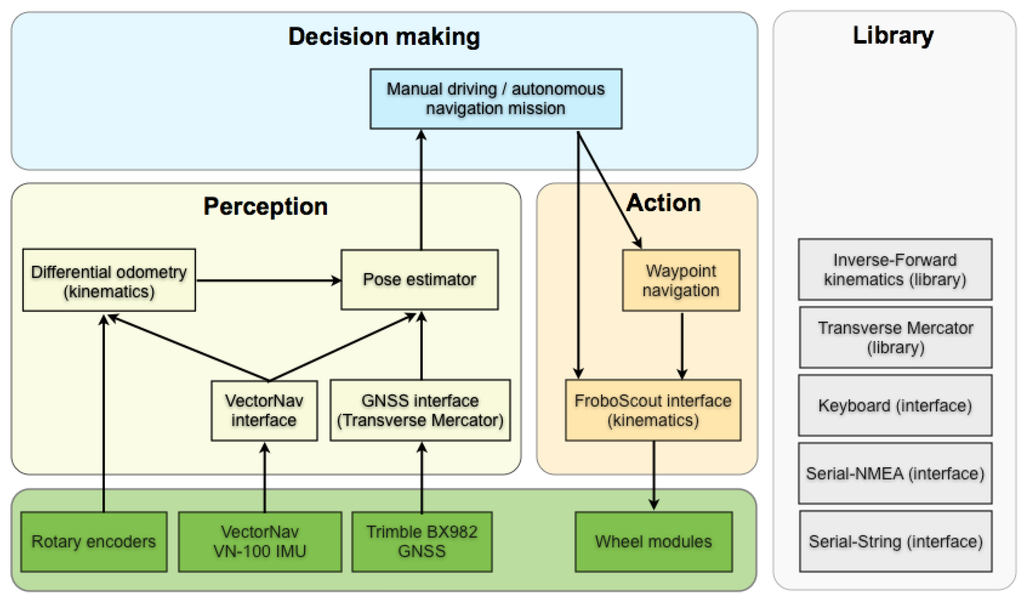 Decision making
Manual driving / autonomous
navigation mission
Library
Perception
Differential odometry
(kinematics)
Pose estimator
VectorNav
interface
GNSS interface
(Transverse Mercator)
Action
Waypoint
navigation
FroboScout interface
(kinematics)
Inverse-Forward
kinematics (library)
Transverse Mercator
(library)
Keyboard (interface)
Serial-NMEA (interface)
Serial-String (interface)
Rotary encoders
VectorNav
VN-100 IMU
Trimble BX982
GNSS
Wheel modules